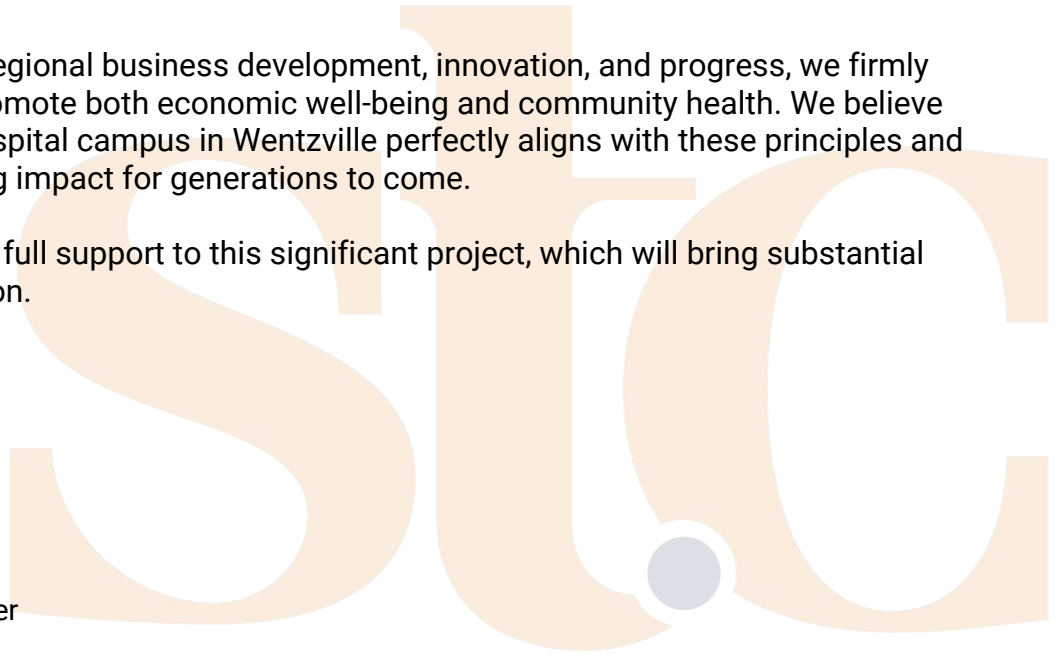 egional business development, innovation, and progress, we firmly
omote both economic well-being and community health. We believe
spital campus in Wentzville perfectly aligns with these principles and
g impact for generations to come.
full support to this significant project, which will bring substantial
on.
er
stc